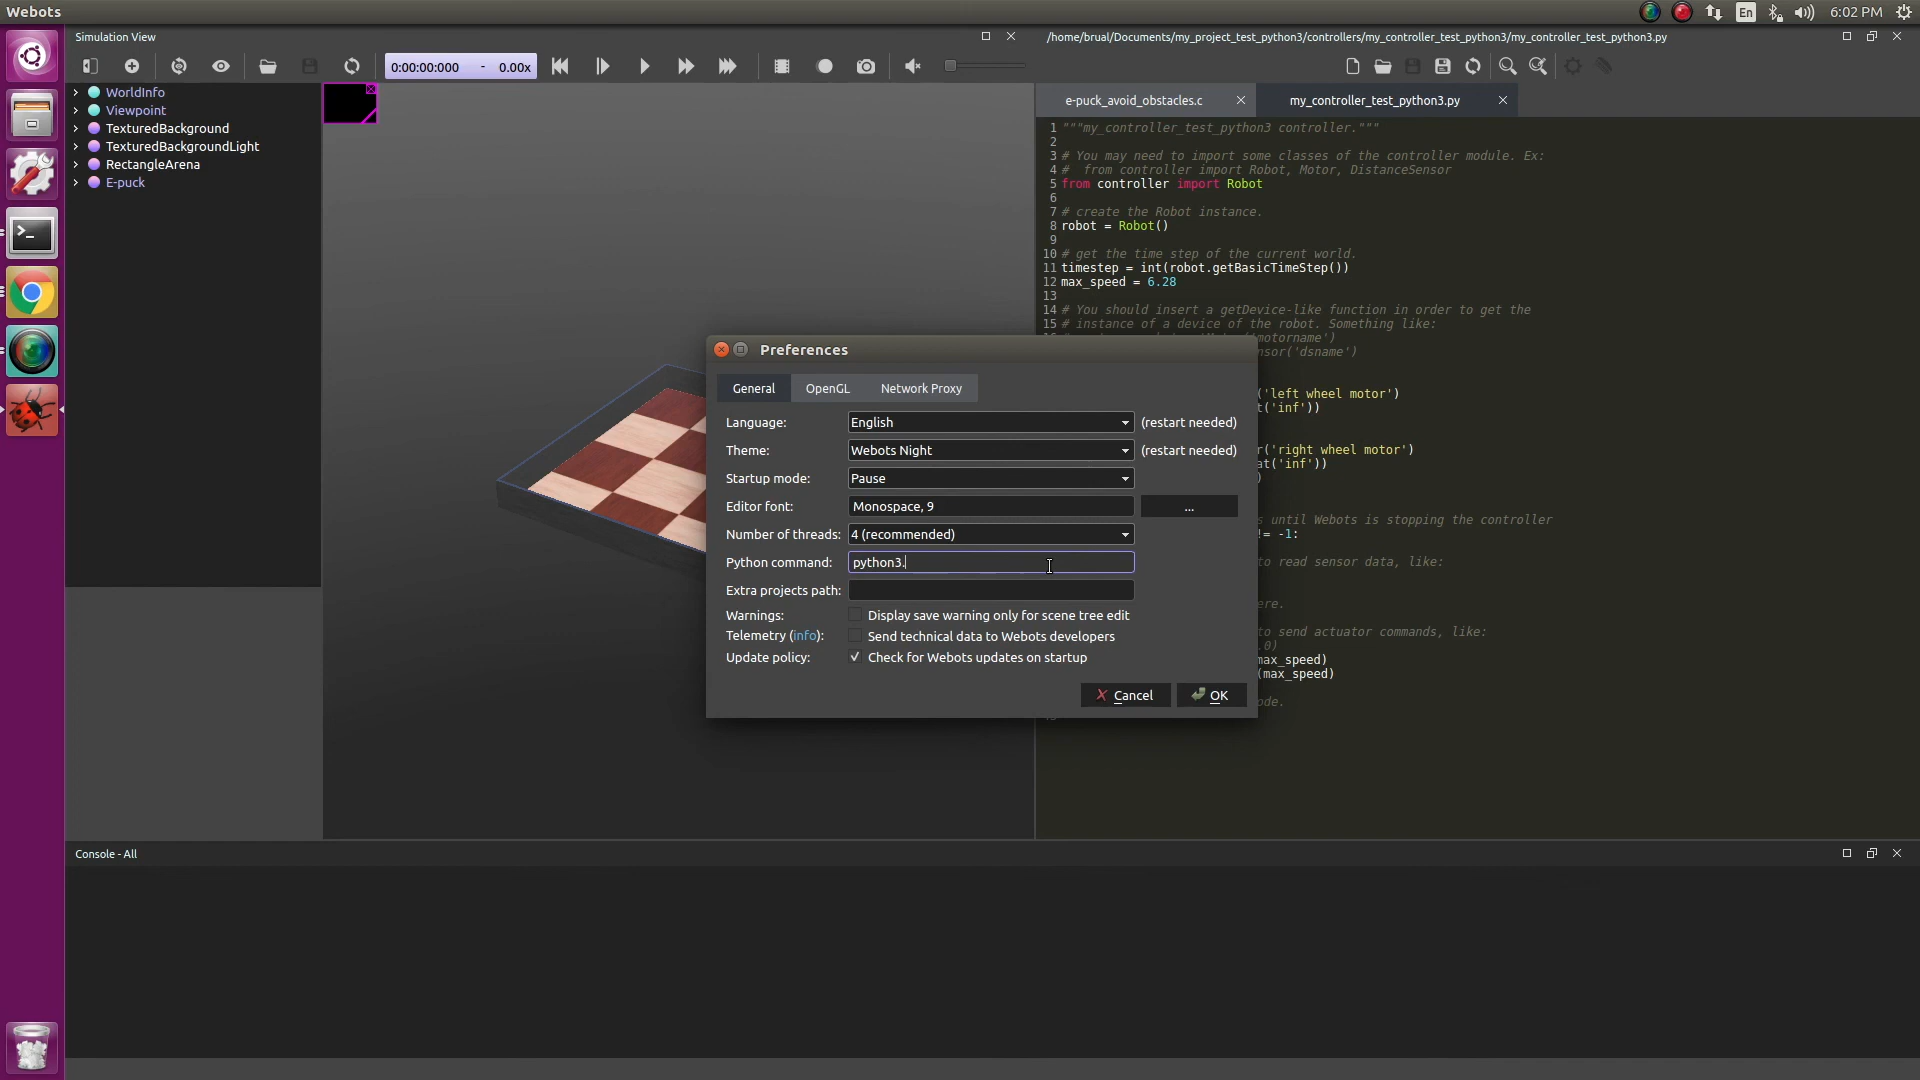 Webots
En
6:02 PM
Simulation View
/home/brual/Documents/my_project_test_python3/controllers/my_controller_test_python3/my_controller_test_python3.py
0:00:00:000 - 0.00x
WorldInfo
Viewpoint
TexturedBackground
TexturedBackgroundLight
RectangleArena
E-puck
e-puck_avoid_obstacles.c
my_controller_test_python3.py
1 """my_controller_test_python3 controller."""
2
3 # You may need to import some classes of the controller module. Ex:
4 #  from controller import Robot, Motor, DistanceSensor
5 from controller import Robot
6
7 # create the Robot instance.
8 robot = Robot()
9
10 # get the time step of the current world.
11 timestep = int(robot.getBasicTimeStep())
12 max_speed = 6.28
13
14 # You should insert a getDevice-like function in order to get the
15 # instance of a device of the robot. Something like:
motorname')
nsor('dsname')
('left wheel motor')
t('inf'))
r('right wheel motor')
at('inf'))
)
s until Webots is stopping the controller
!= -1:
to read sensor data, like:
ere.
to send actuator commands, like:
.0)
max_speed)
(max_speed)
ode.
Preferences
General
OpenGL
Network Proxy
Language: English (restart needed)
Theme: Webots Night (restart needed)
Startup mode: Pause
Editor font: Monospace, 9 ...
Number of threads: 4 (recommended)
Python command: python3.
Extra projects path:
Warnings: Display save warning only for scene tree edit
Telemetry (info): Send technical data to Webots developers
Update policy: Check for Webots updates on startup
Cancel
OK
Console - All